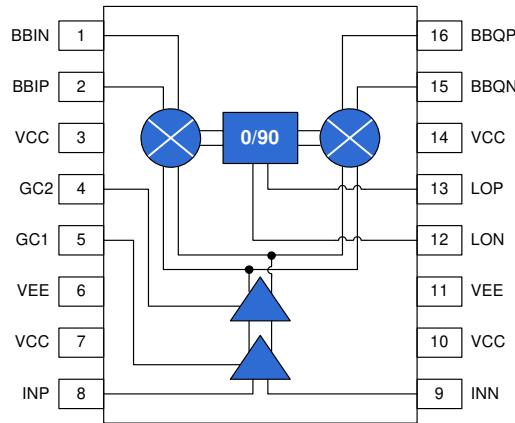 BBIN 1 16 BBQP
BBIP 2 15 BBQN
VCC 3 0/90 14 VCC
GC2 4 13 LOP
GC1 5 12 LON
VEE 6 11 VEE
VCC 7 10 VCC
INP 8 9 INN